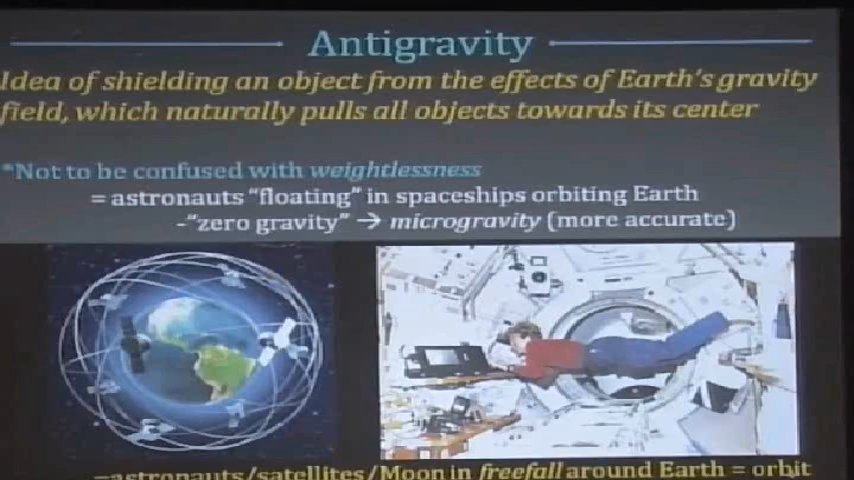 Antigravity
Idea of shielding an object from the effects of Earth's gravity
field, which naturally pulls all objects towards its center
*Not to be confused with weightlessness
= astronauts "floating" in spaceships orbiting Earth
-"zero gravity" → microgravity (more accurate)
=astronauts/satellites/Moon in freefall around Earth = orbit